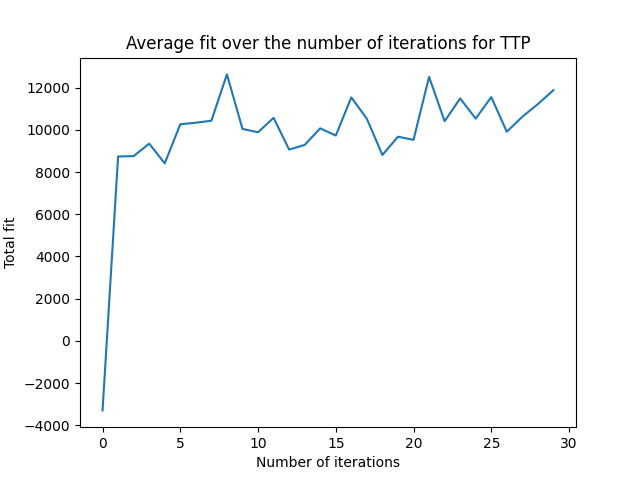 Average fit over the number of iterations for TTP
Total fit
12000
10000
8000
6000
4000
2000
0
−2000
−4000
0 5 10 15 20 25 30
Number of iterations